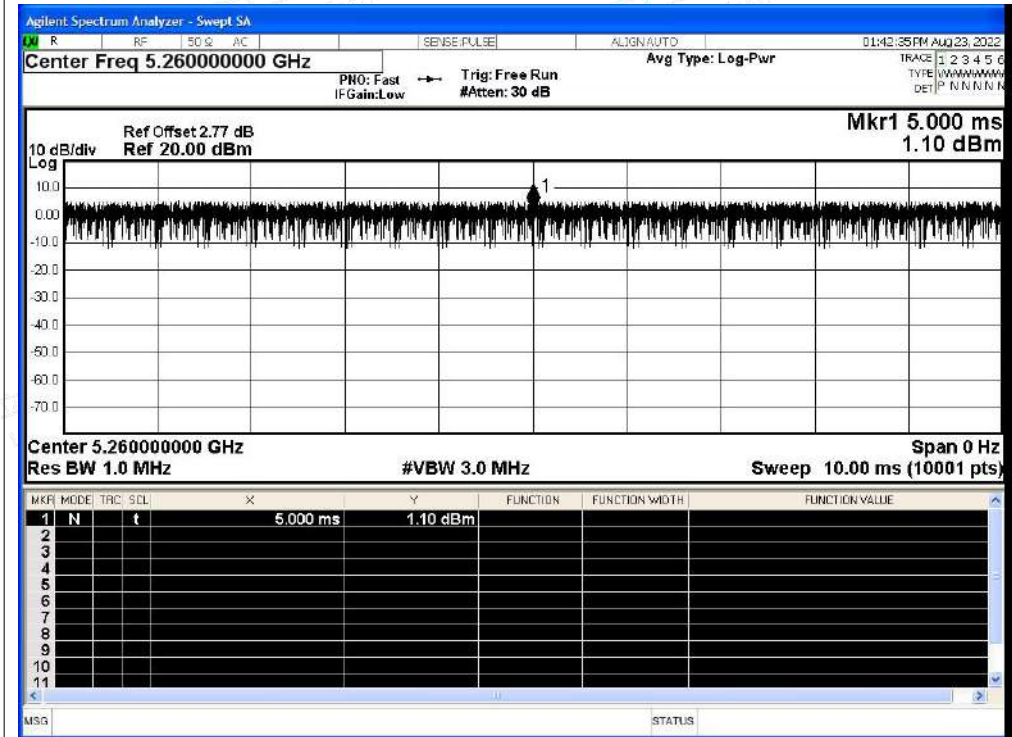 Agilent Spectrum Analyzer - Swept SA
R RF 50 Ω AC SENSE:PULSE ALIGNAUTO 01:42:35PM Aug 23, 2022
Center Freq 5.260000000 GHz Avg Type: Log-Pwr TRACE 1 2 3 4 5 6
PNO: Fast Trig: Free Run TYPE
IFGain:Low #Atten: 30 dB DET P N N N N N
Mkr1 5.000 ms
Ref Offset 2.77 dB
10 dB/div Ref 20.00 dBm 1.10 dBm
Log
10.0
1
0.00
-10.0
-20.0
-30.0
-40.0
-50.0
-60.0
-70.0
Center 5.260000000 GHz Span 0 Hz
Res BW 1.0 MHz #VBW 3.0 MHz Sweep 10.00 ms (10001 pts)
MKR MODE TRC SCL X Y FUNCTION FUNCTION WIDTH FUNCTION VALUE
1 N t 5.000 ms 1.10 dBm
2
3
4
5
6
7
8
9
10
11
MSG STATUS